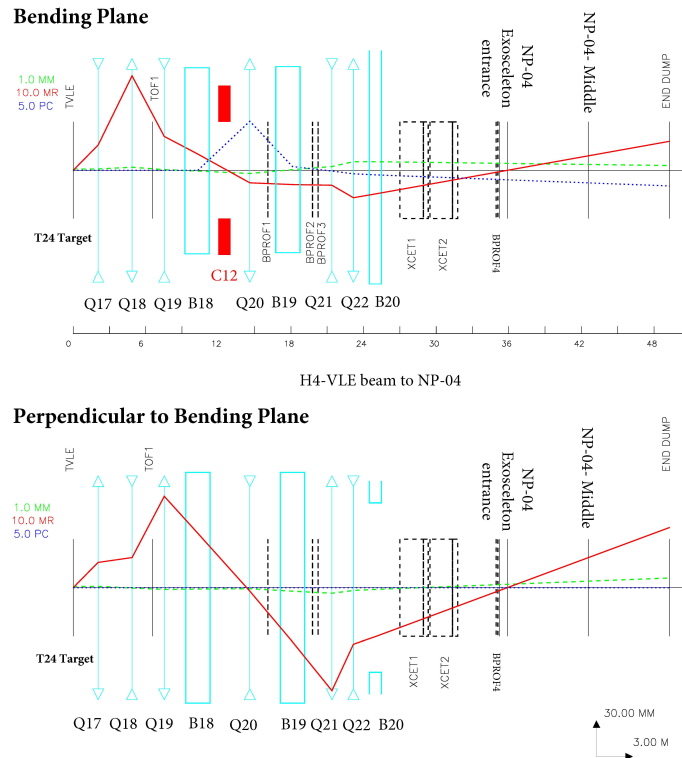 Bending Plane
1.0 MM
10.0 MR
5.0 PC
TVLE
TOF1
NP-04
Exosceleton
entrance
NP-04- Middle
END DUMP
T24 Target
C12
BPROF1
BPROF2
BPROF3
XCET1
XCET2
BPROF4
Q17 Q18 Q19 B18 Q20 B19 Q21 Q22 B20
0 6 12 18 24 30 36 42 48
H4-VLE beam to NP-04
Perpendicular to Bending Plane
1.0 MM
10.0 MR
5.0 PC
TVLE
TOF1
NP-04
Exosceleton
entrance
NP-04- Middle
END DUMP
T24 Target
XCET1
XCET2
BPROF4
Q17 Q18 Q19 B18 Q20 B19 Q21 Q22 B20
30.00 MM
3.00 M